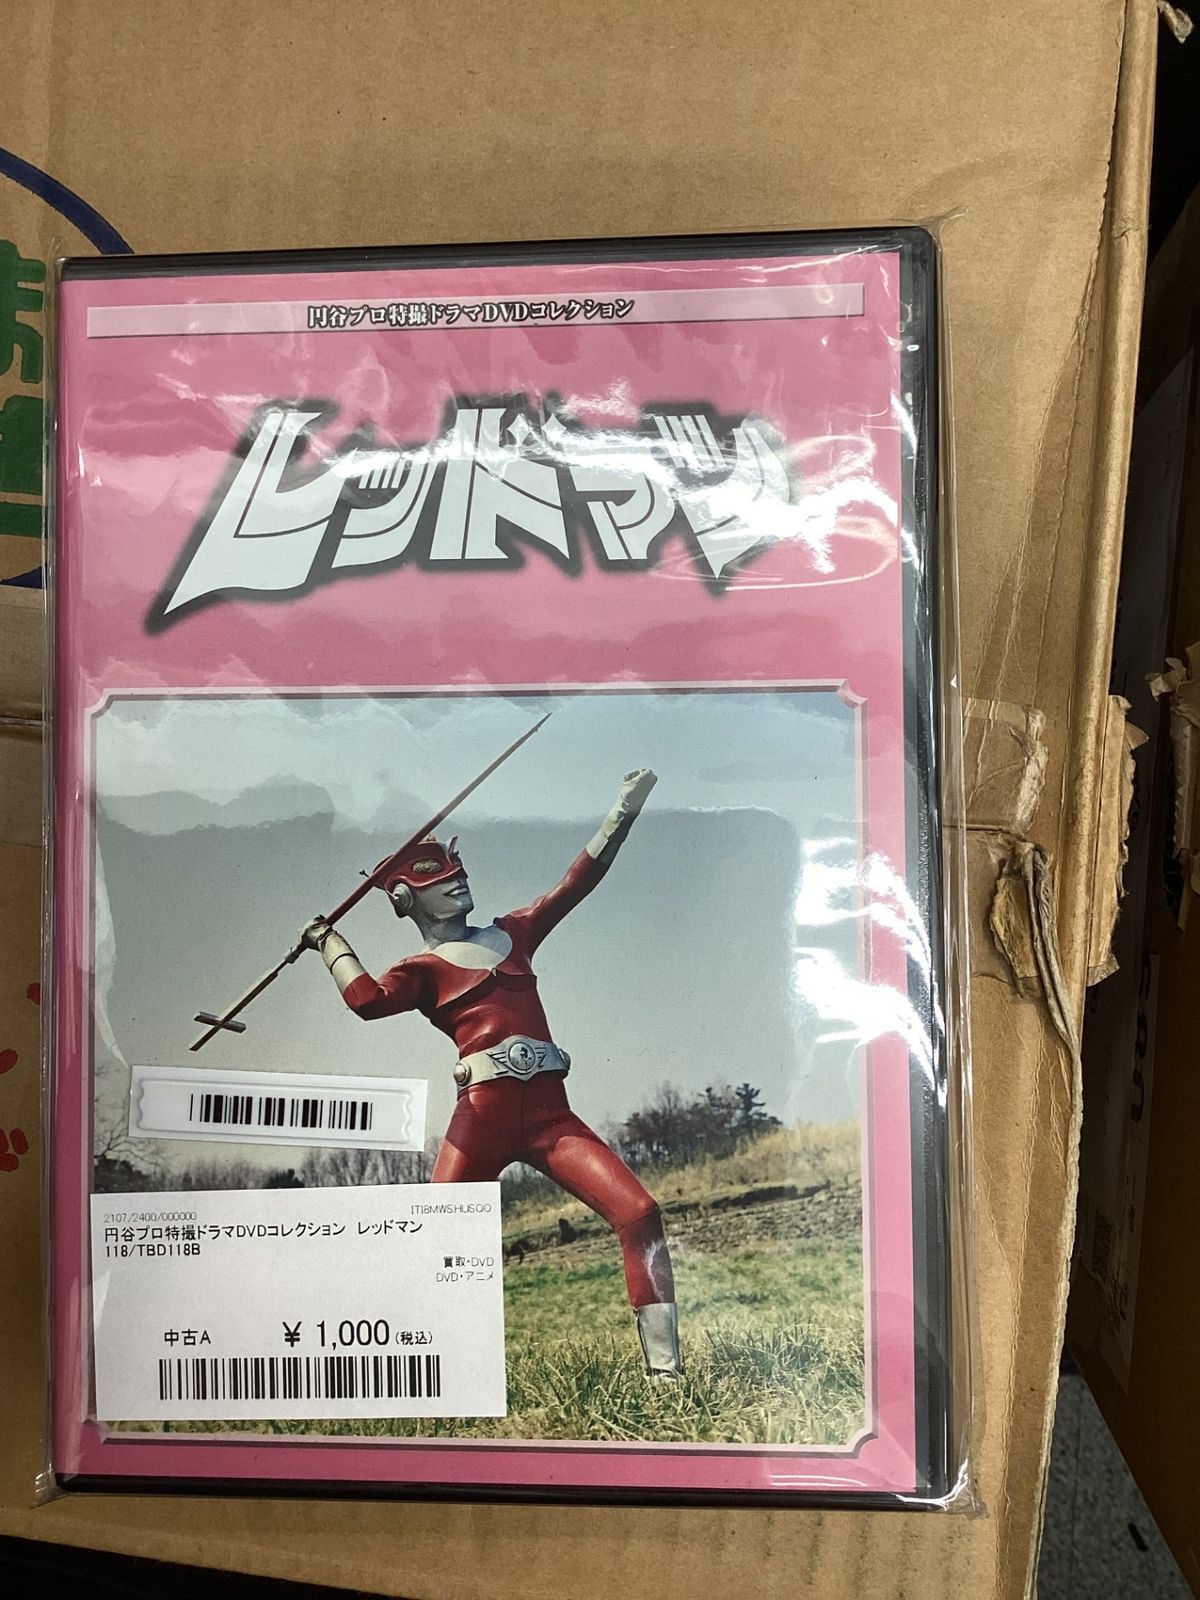 円谷プロ特撮ドラマDVDコレクション
レッドマン
2107/2400/000000
ITI8MWSHUSQO
円谷プロ特撮ドラマDVDコレクション レッドマン
118/TBD118B
買取・DVD
DVD・アニメ
中古A ¥ 1,000(税込)